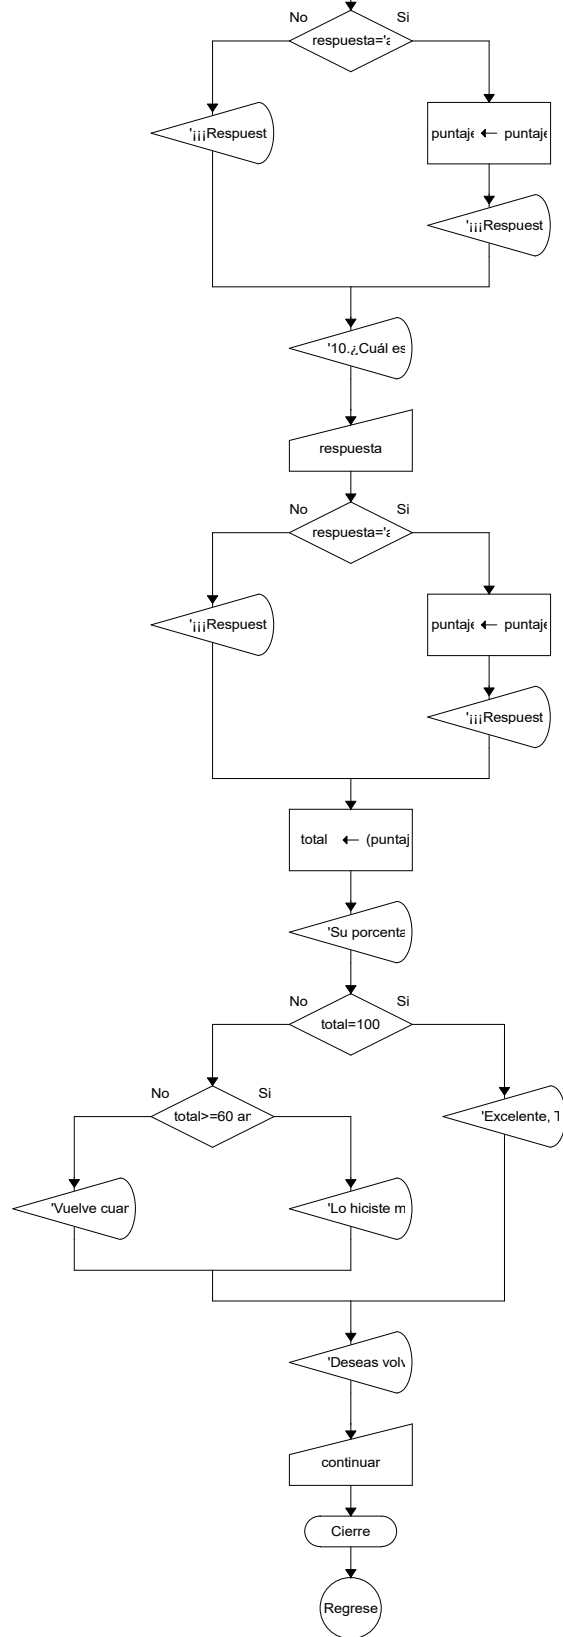 No Si
respuesta='a
'¡¡¡Respuest
puntaje ← puntaje
'¡¡¡Respuest
'10.¿Cuál es
respuesta
No Si
respuesta='a
'¡¡¡Respuest
puntaje ← puntaje
'¡¡¡Respuest
total ← (puntaj
'Su porcenta
No Si
total=100
No Si
total>=60 an
'Excelente, T
'Vuelve cuan
'Lo hiciste m
'Deseas volv
continuar
Cierre
Regrese